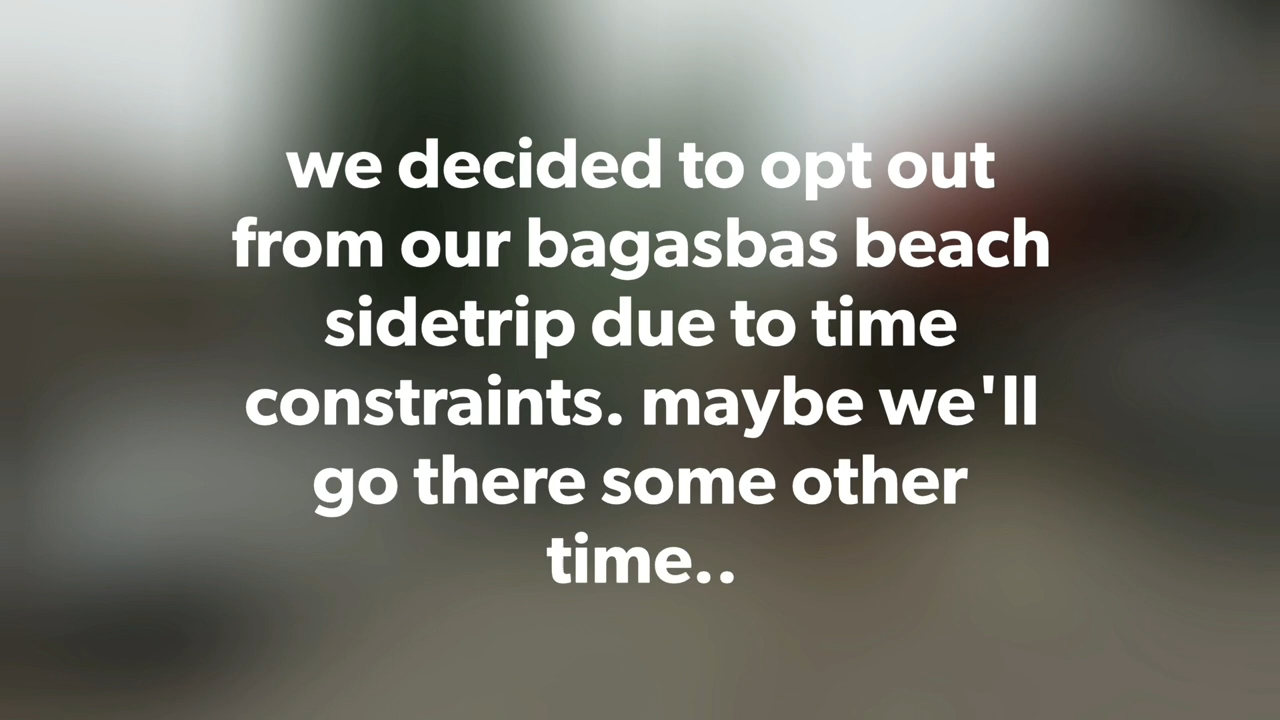 we decided to opt out
from our bagasbas beach
sidetrip due to time
constraints. maybe we'll
go there some other
time..